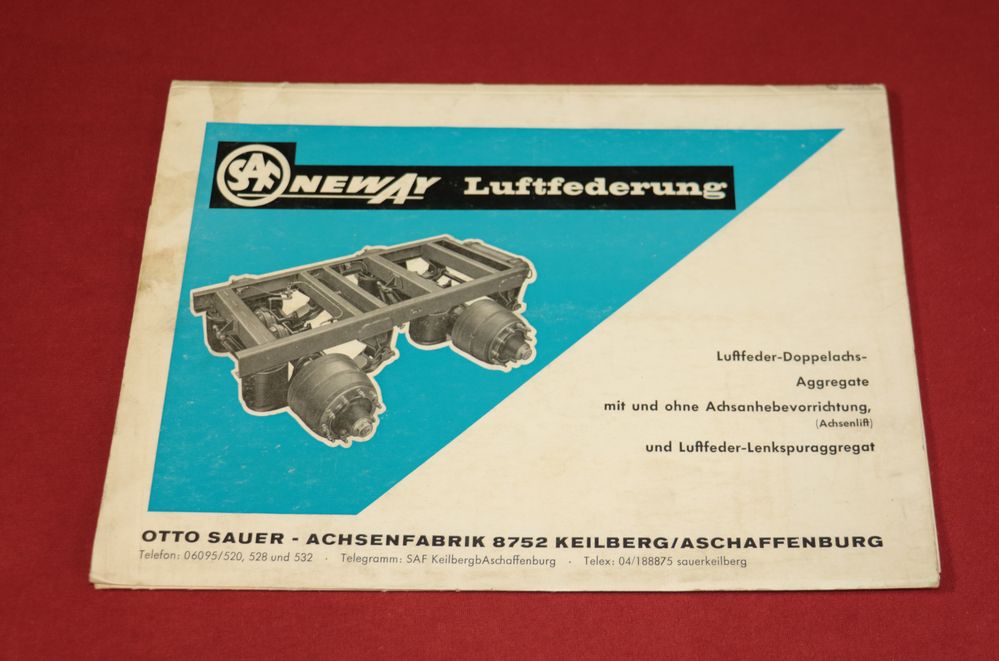 SAF NEWAY Luftfederung
Luftfeder-Doppelachs-
Aggregate
mit und ohne Achsanhebevorrichtung,
(Achsenlift)
und Luftfeder-Lenkspuraggregat
OTTO SAUER - ACHSENFABRIK 8752 KEILBERG/ASCHAFFENBURG
Telefon: 06095/520, 528 und 532 · Telegramm: SAF KeilbergbAschaffenburg · Telex: 04/188875 sauerkeilberg